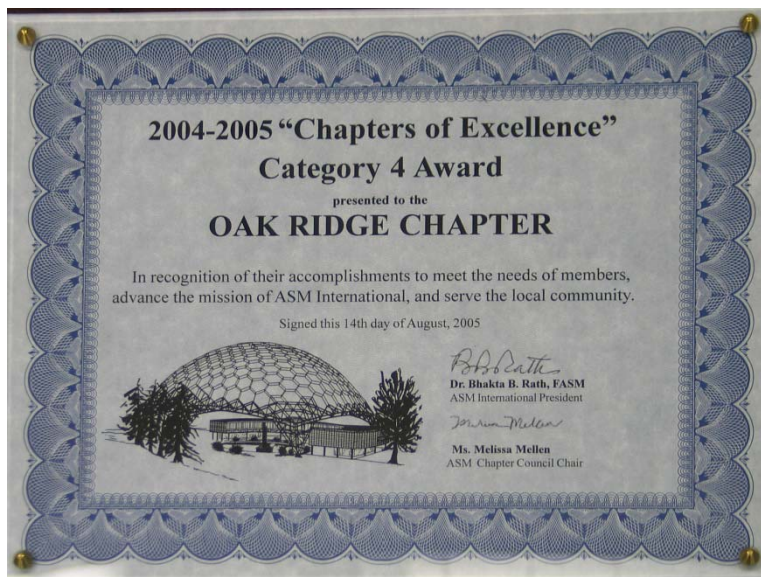 2004-2005 “Chapters of Excellence”
Category 4 Award
presented to the
OAK RIDGE CHAPTER
In recognition of their accomplishments to meet the needs of members,
advance the mission of ASM International, and serve the local community.
Signed this 14th day of August, 2005
BBRath
Dr. Bhakta B. Rath, FASM
ASM International President
Ms. Melissa Mellen
ASM Chapter Council Chair